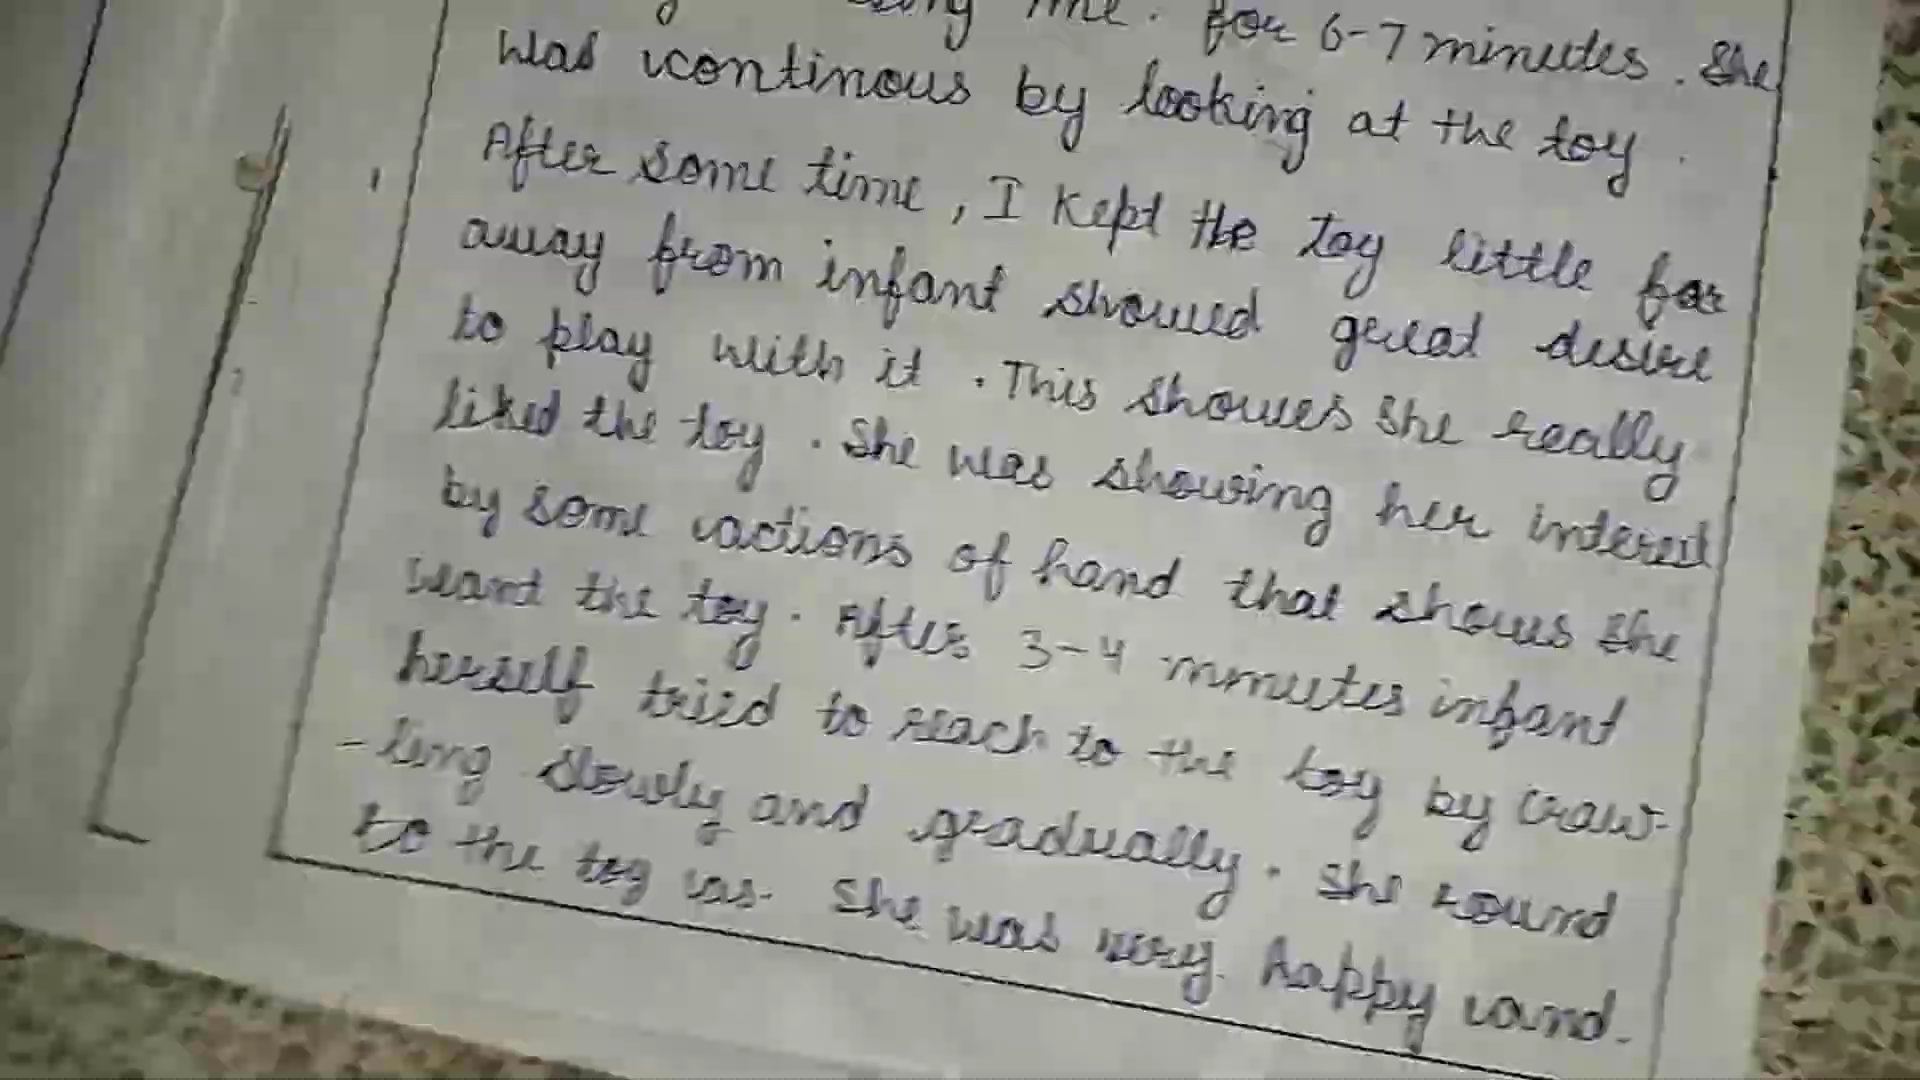 me. for 6-7 minutes. She
was continous by looking at the toy.
After some time, I kept the toy little far
away from infant showed great desire
to play with it. This showes she really
liked the toy. She was showing her interest
by some actions of hand that shows she
want the toy. After 3-4 minutes infant
herself tried to reach to the toy by craw-
-ling slowly and gradually. She round
to the toy as. She was very happy and.